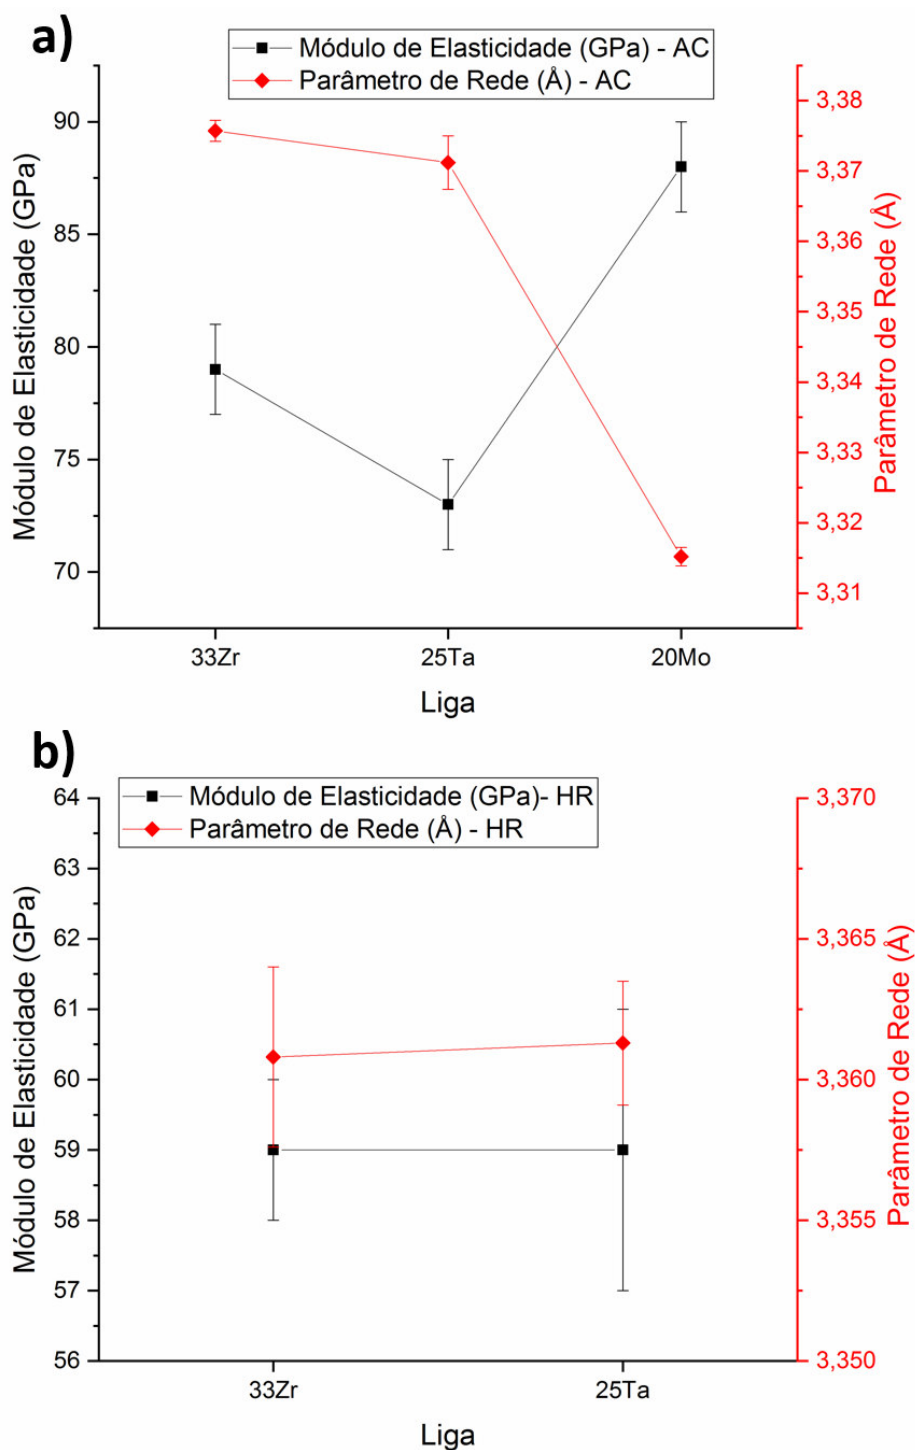 a)
Módulo de Elasticidade (GPa) - AC
Parâmetro de Rede (Å) - AC
Módulo de Elasticidade (GPa)
90
85
80
75
70
3,38
3,37
3,36
3,35
3,34
3,33
3,32
3,31
Parâmetro de Rede (Å)
33Zr
25Ta
20Mo
Liga
b)
Módulo de Elasticidade (GPa)- HR
Parâmetro de Rede (Å) - HR
Módulo de Elasticidade (GPa)
64
63
62
61
60
59
58
57
56
3,370
3,365
3,360
3,355
3,350
Parâmetro de Rede (Å)
33Zr
25Ta
Liga